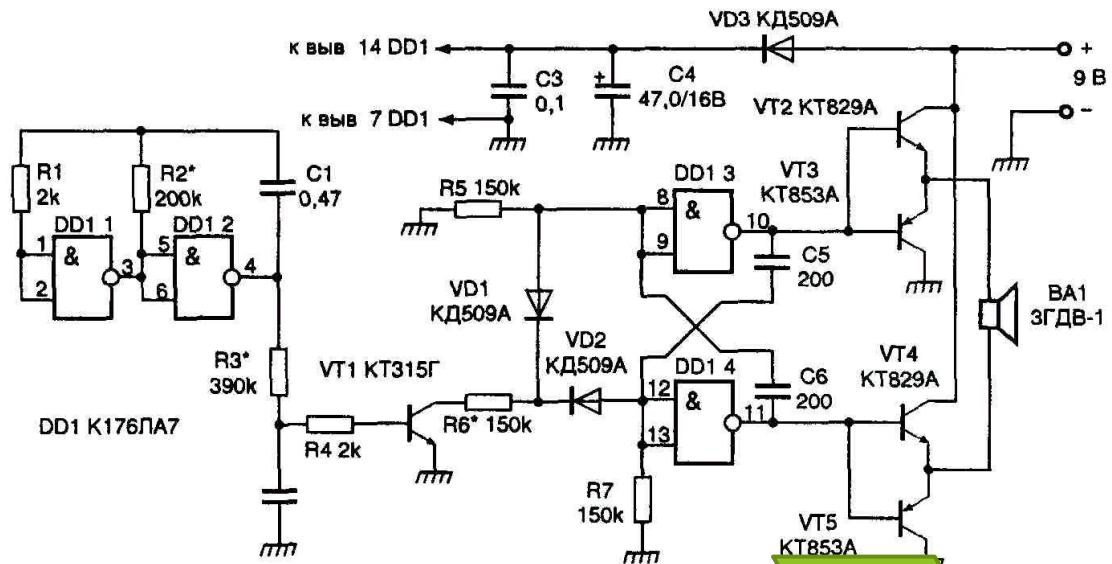 VD3 КД509А
к выв 14 DD1
C3
0,1
+
C4
47,0/16В
+
9 В
−
к выв 7 DD1
VT2 КТ829А
R1
2k
R2*
200k
C1
0,47
R5 150k
VT3
КТ853А
DD1 1
DD1 2
DD1 3
1
2
&
3
5
6
&
4
8
9
&
10
C5
200
VD1
КД509А
VD2
КД509А
BA1
3ГДВ-1
R3*
390k
VT1 КТ315Г
DD1 4
C6
200
VT4
КТ829А
DD1 К176ЛА7
R4 2k
R6* 150k
12
13
&
11
R7
150k
VT5
КТ853А